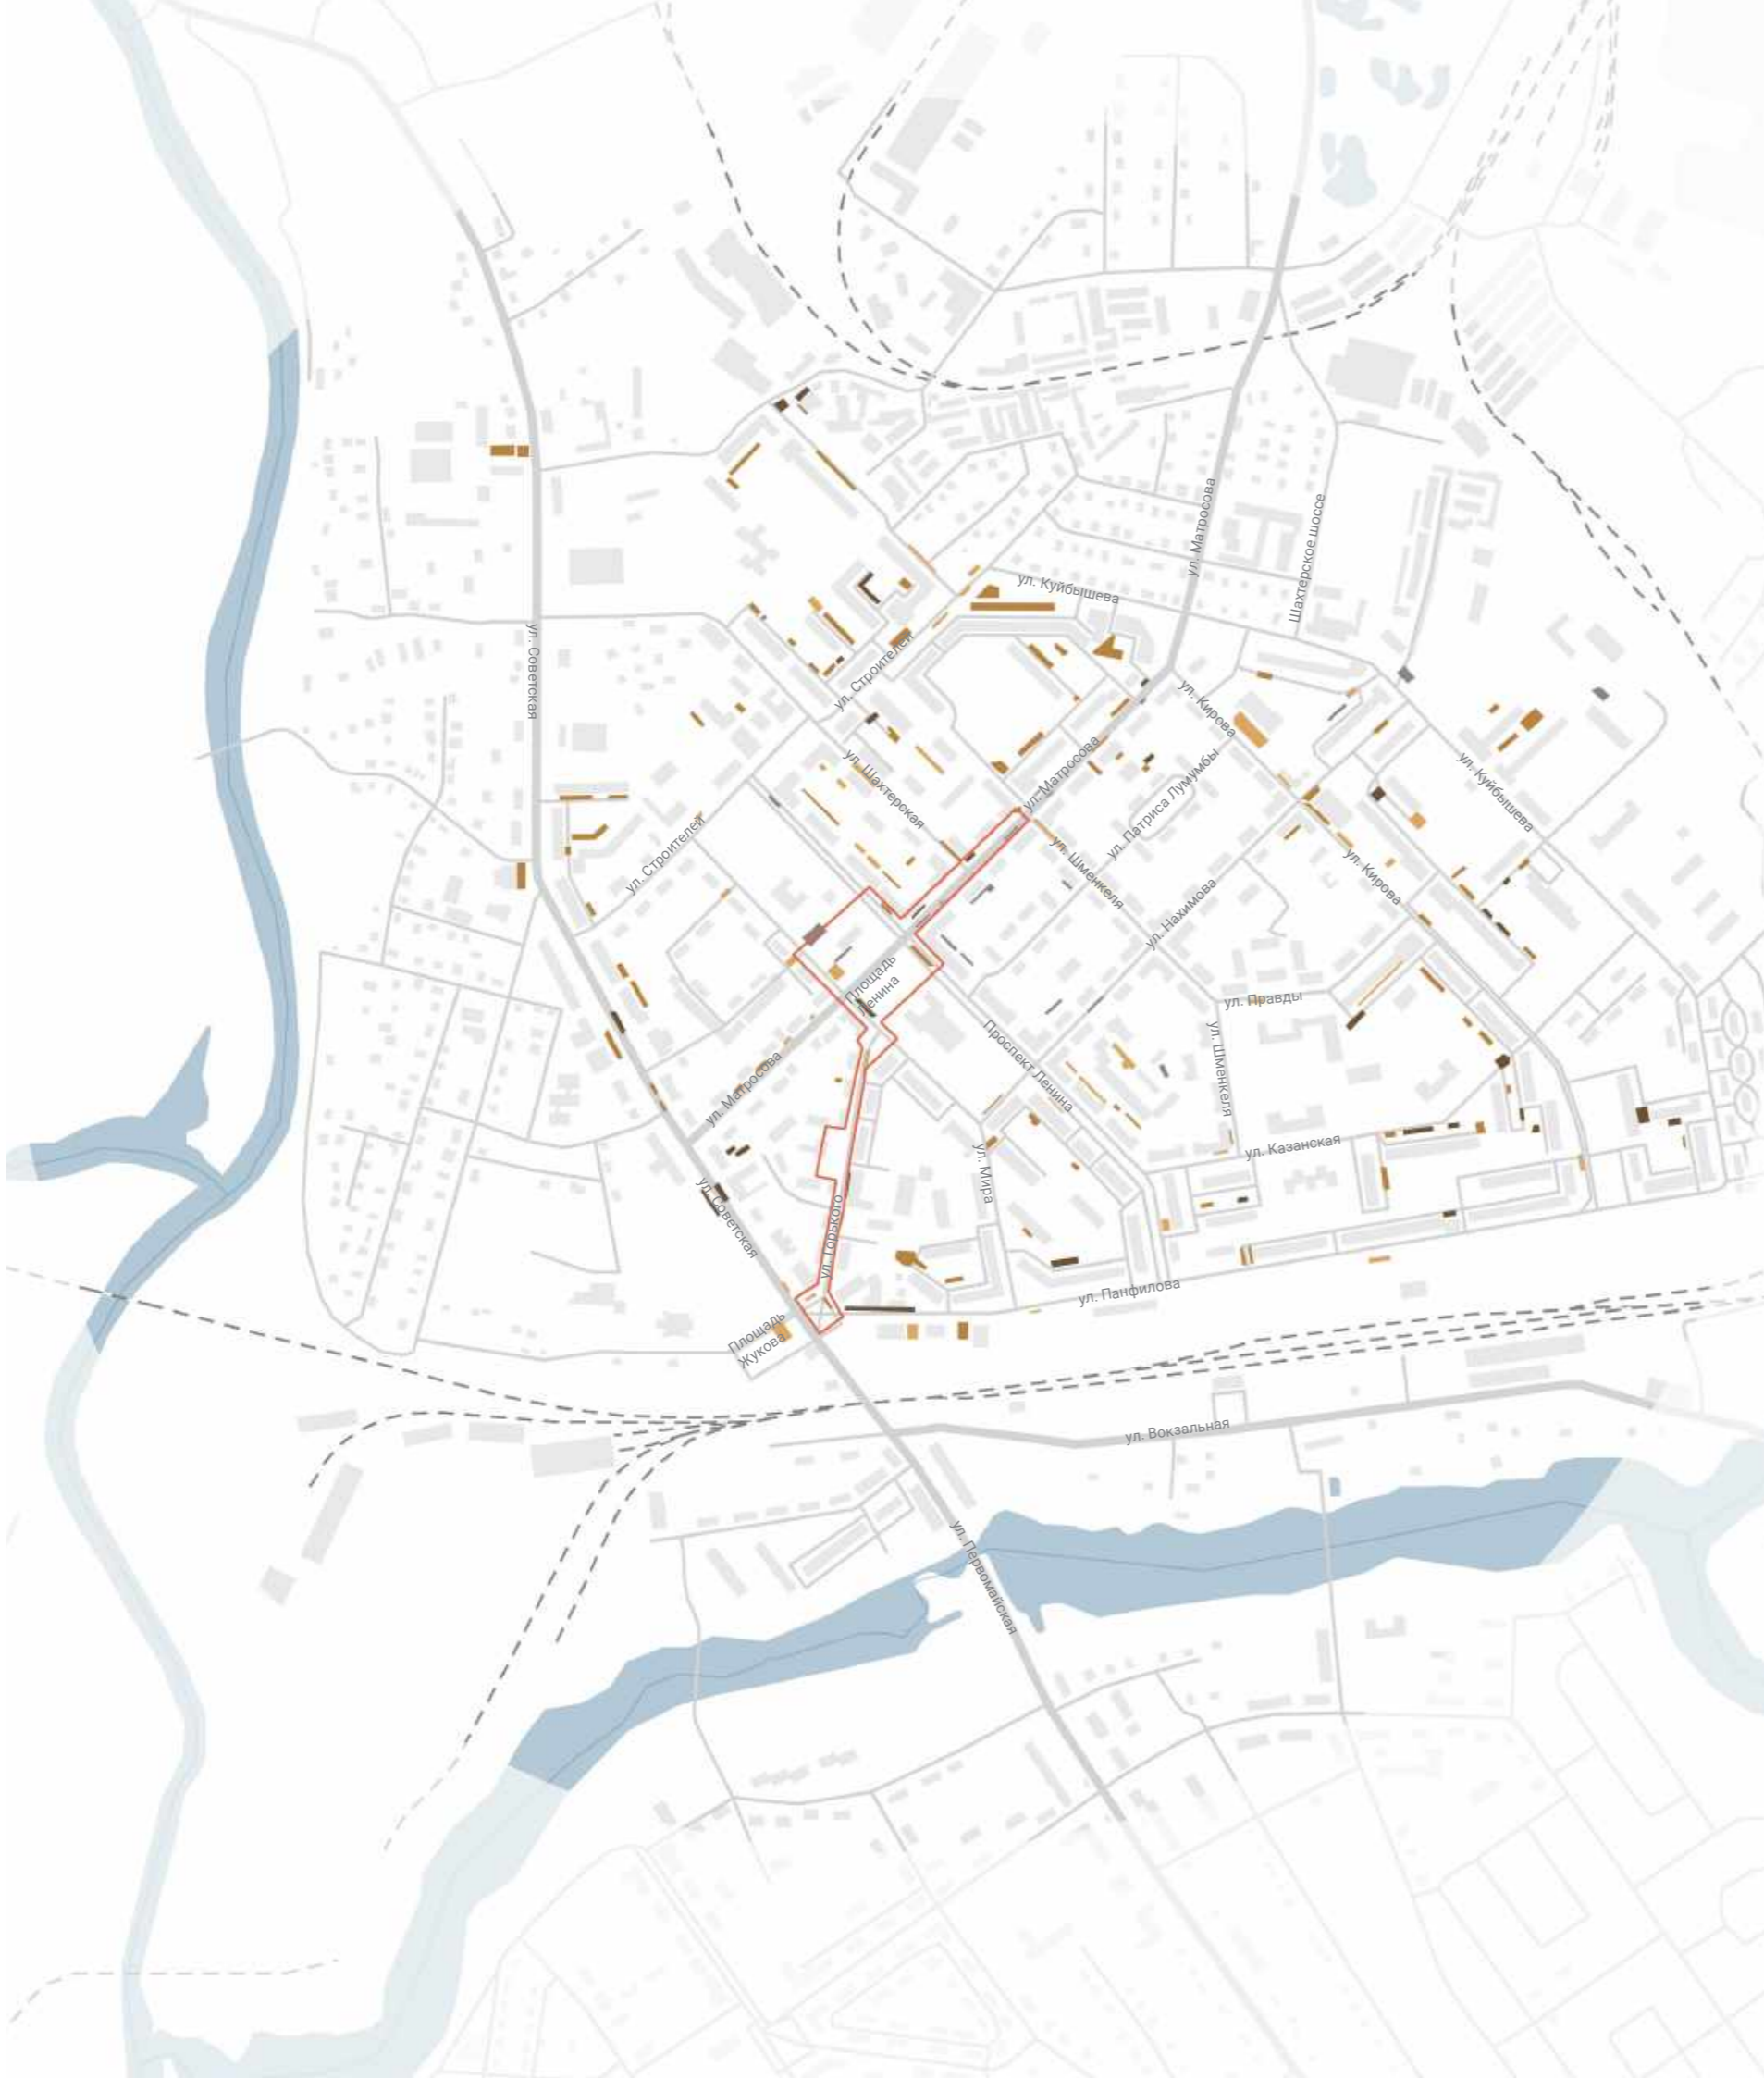 ул. Куйбышева
ул. Матросова
Шахтерское шоссе
ул. Советская
ул. Строителей
ул. Кирова
ул. Шахтерская
ул. Матросова
ул. Патриса Лумумбы
ул. Куйбышева
ул. Строителей
ул. Шменкеля
ул. Кирова
ул. Нахимова
Площадь
Ленина
ул. Правды
ул. Шменкеля
Проспект Ленина
ул. Матросова
ул. Казанская
ул. Мира
ул. Советская
ул. Горького
ул. Панфилова
Площадь
Жукова
ул. Вокзальная
ул. Первомайская